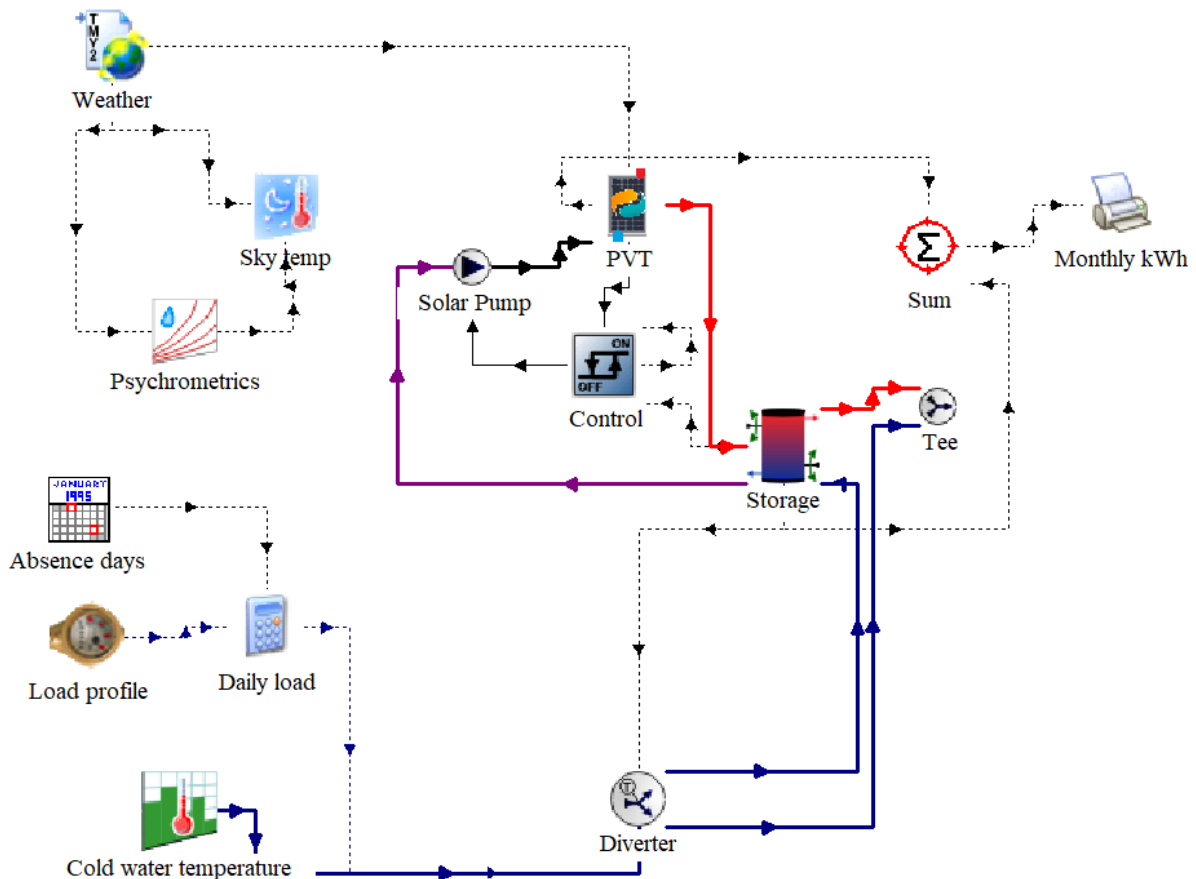 TMY2
Weather
Sky temp
Psychrometrics
Solar Pump
PVT
ON
OFF
Control
Σ
Sum
Monthly kWh
Storage
Tee
JANUARY
1995
Absence days
Load profile
Daily load
T
Diverter
Cold water temperature